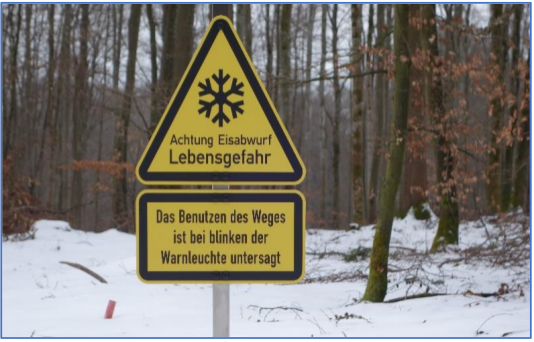 Achtung Eisabwurf
Lebensgefahr
Das Benutzen des Weges
ist bei blinken der
Warnleuchte untersagt